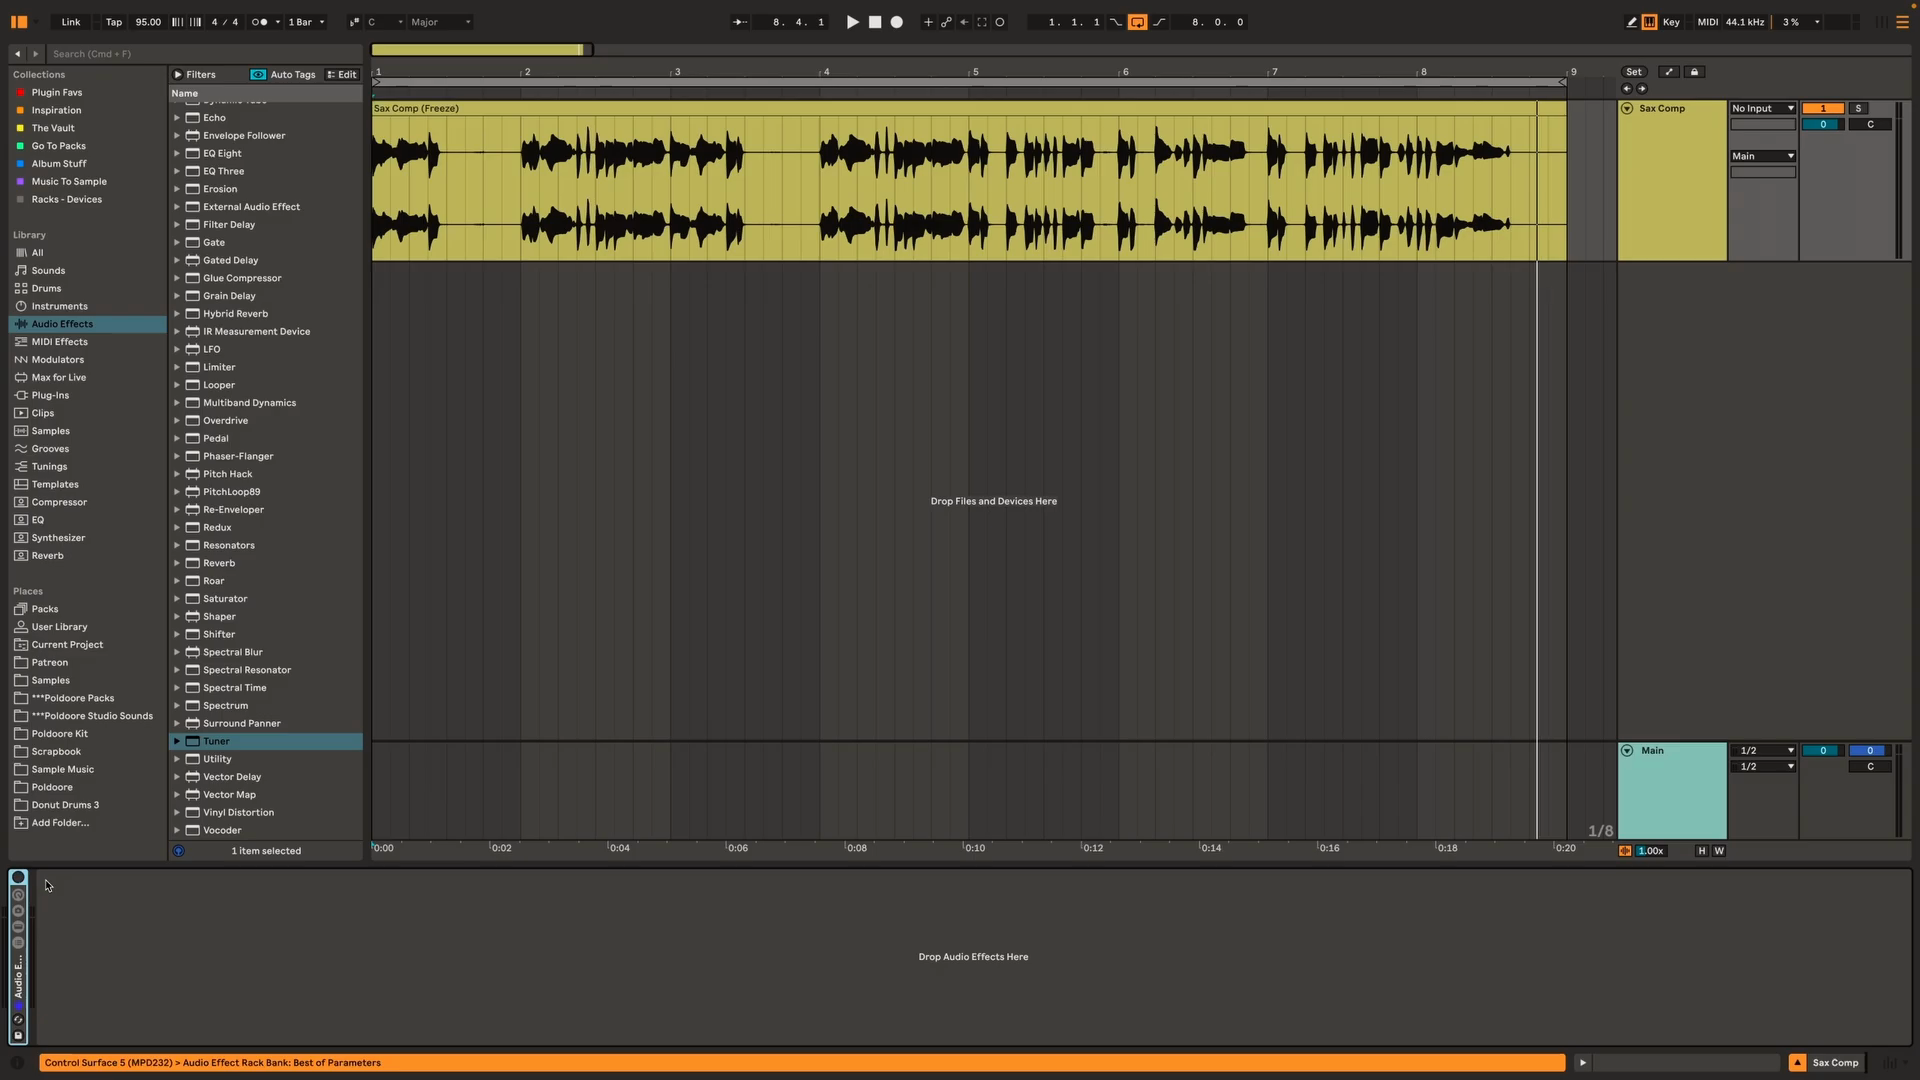 Link Tap 95.00 4 / 4 1 Bar C Major 8. 4. 1 1. 1. 1 8. 0. 0 Key MIDI 44.1 kHz 3 %
Search (Cmd + F)
Collections
Plugin Favs
Inspiration
The Vault
Go To Packs
Album Stuff
Music To Sample
Racks - Devices
Library
All
Sounds
Drums
Instruments
Audio Effects
MIDI Effects
Modulators
Max for Live
Plug-Ins
Clips
Samples
Grooves
Tunings
Templates
Compressor
EQ
Synthesizer
Reverb
Places
Packs
User Library
Current Project
Patreon
Samples
***Poldoore Packs
***Poldoore Studio Sounds
Poldoore Kit
Scrapbook
Sample Music
Poldoore
Donut Drums 3
Add Folder...
Filters Auto Tags Edit
Name
Echo
Envelope Follower
EQ Eight
EQ Three
Erosion
External Audio Effect
Filter Delay
Gate
Gated Delay
Glue Compressor
Grain Delay
Hybrid Reverb
IR Measurement Device
LFO
Limiter
Looper
Multiband Dynamics
Overdrive
Pedal
Phaser-Flanger
Pitch Hack
PitchLoop89
Re-Enveloper
Redux
Resonators
Reverb
Roar
Saturator
Shaper
Shifter
Spectral Blur
Spectral Resonator
Spectral Time
Spectrum
Surround Panner
Tuner
Utility
Vector Delay
Vector Map
Vinyl Distortion
Vocoder
1 item selected
1 2 3 4 5 6 7 8 9
Set
Sax Comp (Freeze)
Sax Comp No Input 1 S
0 C
Main
Drop Files and Devices Here
Main 1/2 0 0
1/2 C
1/8
0:00 0:02 0:04 0:06 0:08 0:10 0:12 0:14 0:16 0:18 0:20
1.00x H W
Audio E...
Drop Audio Effects Here
Control Surface 5 (MPD232) > Audio Effect Rack Bank: Best of Parameters
Sax Comp